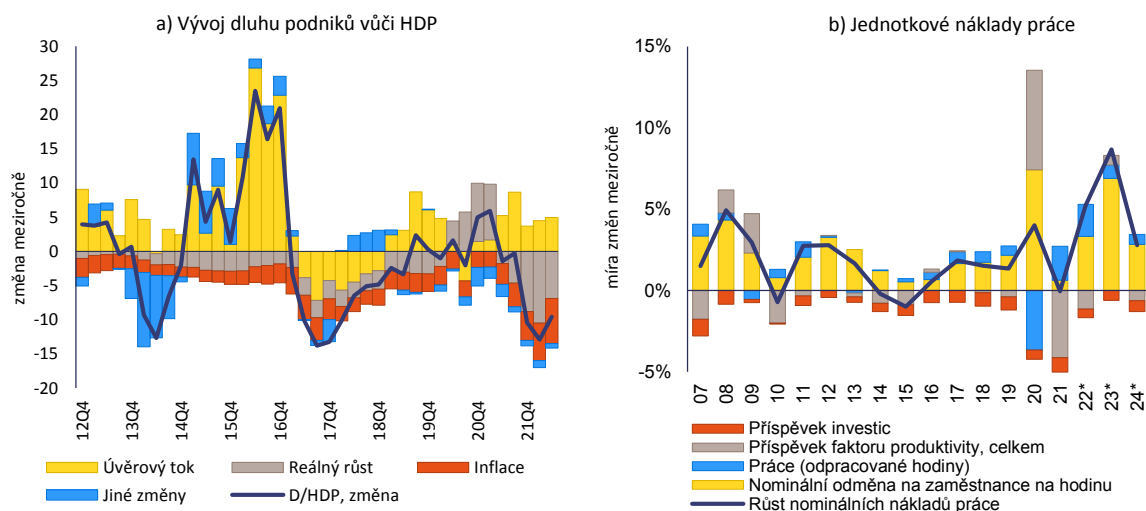 a) Vývoj dluhu podniků vůči HDP
změna meziročně
30
25
20
15
10
5
0
-5
-10
-15
-20
12Q4
13Q4
14Q4
15Q4
16Q4
17Q4
18Q4
19Q4
20Q4
21Q4
Úvěrový tok
Reálný růst
Inflace
Jiné změny
D/HDP, změna
b) Jednotkové náklady práce
míra změn meziročně
15%
10%
5%
0%
-5%
07
08
09
10
11
12
13
14
15
16
17
18
19
20
21
22*
23*
24*
Příspěvek investic
Příspěvek faktoru produktivity, celkem
Práce (odpracované hodiny)
Nominální odměna na zaměstnance na hodinu
Růst nominálních nákladů práce